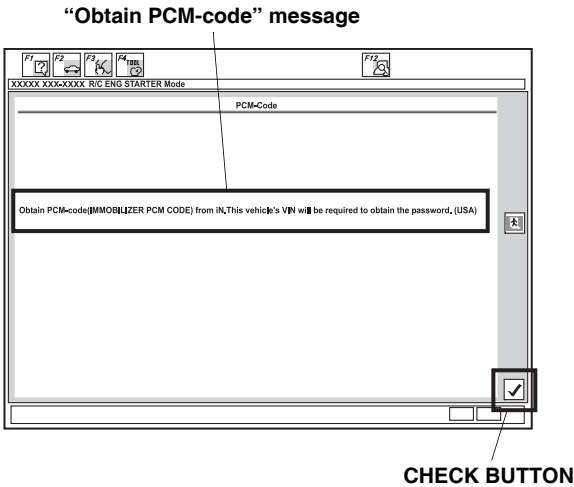 “Obtain PCM-code” message
F1 F2 F3 F4 TOOL F12
XXXXX XXX-XXXX R/C ENG STARTER Mode
PCM-Code
Obtain PCM-code(IMMOBILIZER PCM CODE) from iN.This vehicle's VIN will be required to obtain the password. (USA)
CHECK BUTTON